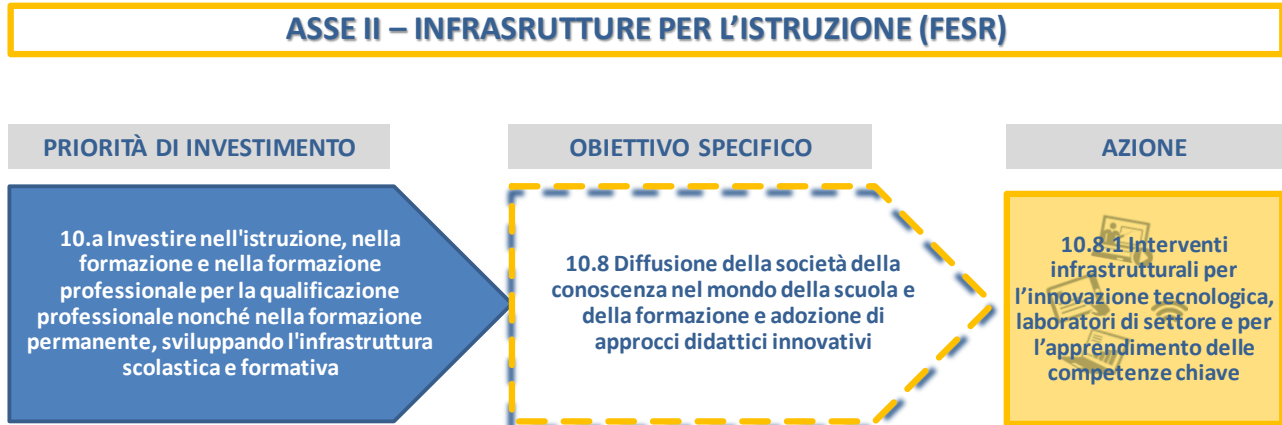 ASSE II – INFRASRUTTURE PER L'ISTRUZIONE (FESR)
PRIORITÀ DI INVESTIMENTO
10.a Investire nell'istruzione, nella
formazione e nella formazione
professionale per la qualificazione
professionale nonché nella formazione
permanente, sviluppando l'infrastruttura
scolastica e formativa
OBIETTIVO SPECIFICO
10.8 Diffusione della società della
conoscenza nel mondo della scuola e
della formazione e adozione di
approcci didattici innovativi
AZIONE
10.8.1 Interventi
infrastrutturali per
l'innovazione tecnologica,
laboratori di settore e per
l'apprendimento delle
competenze chiave